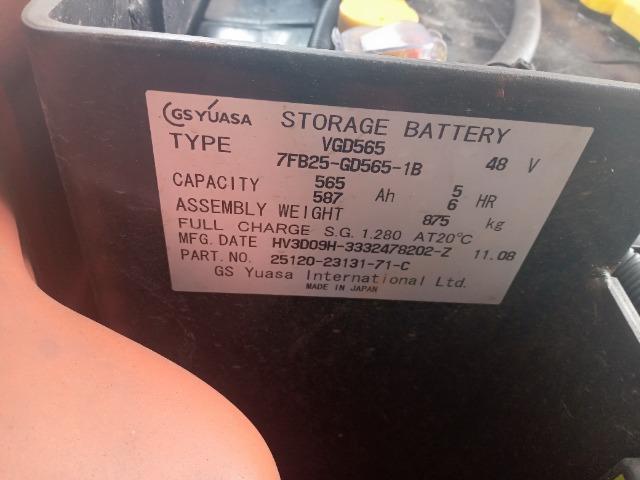 GS YUASA STORAGE BATTERY
TYPE VGD565
7FB25-GD565-1B 48 V
CAPACITY 565 Ah 5 HR
587 6
ASSEMBLY WEIGHT 875 kg
FULL CHARGE S.G. 1.280 AT20°C
MFG. DATE HV3D09H-3332478202-Z 11.08
PART.NO. 25120-23131-71-C
GS Yuasa International Ltd.
MADE IN JAPAN